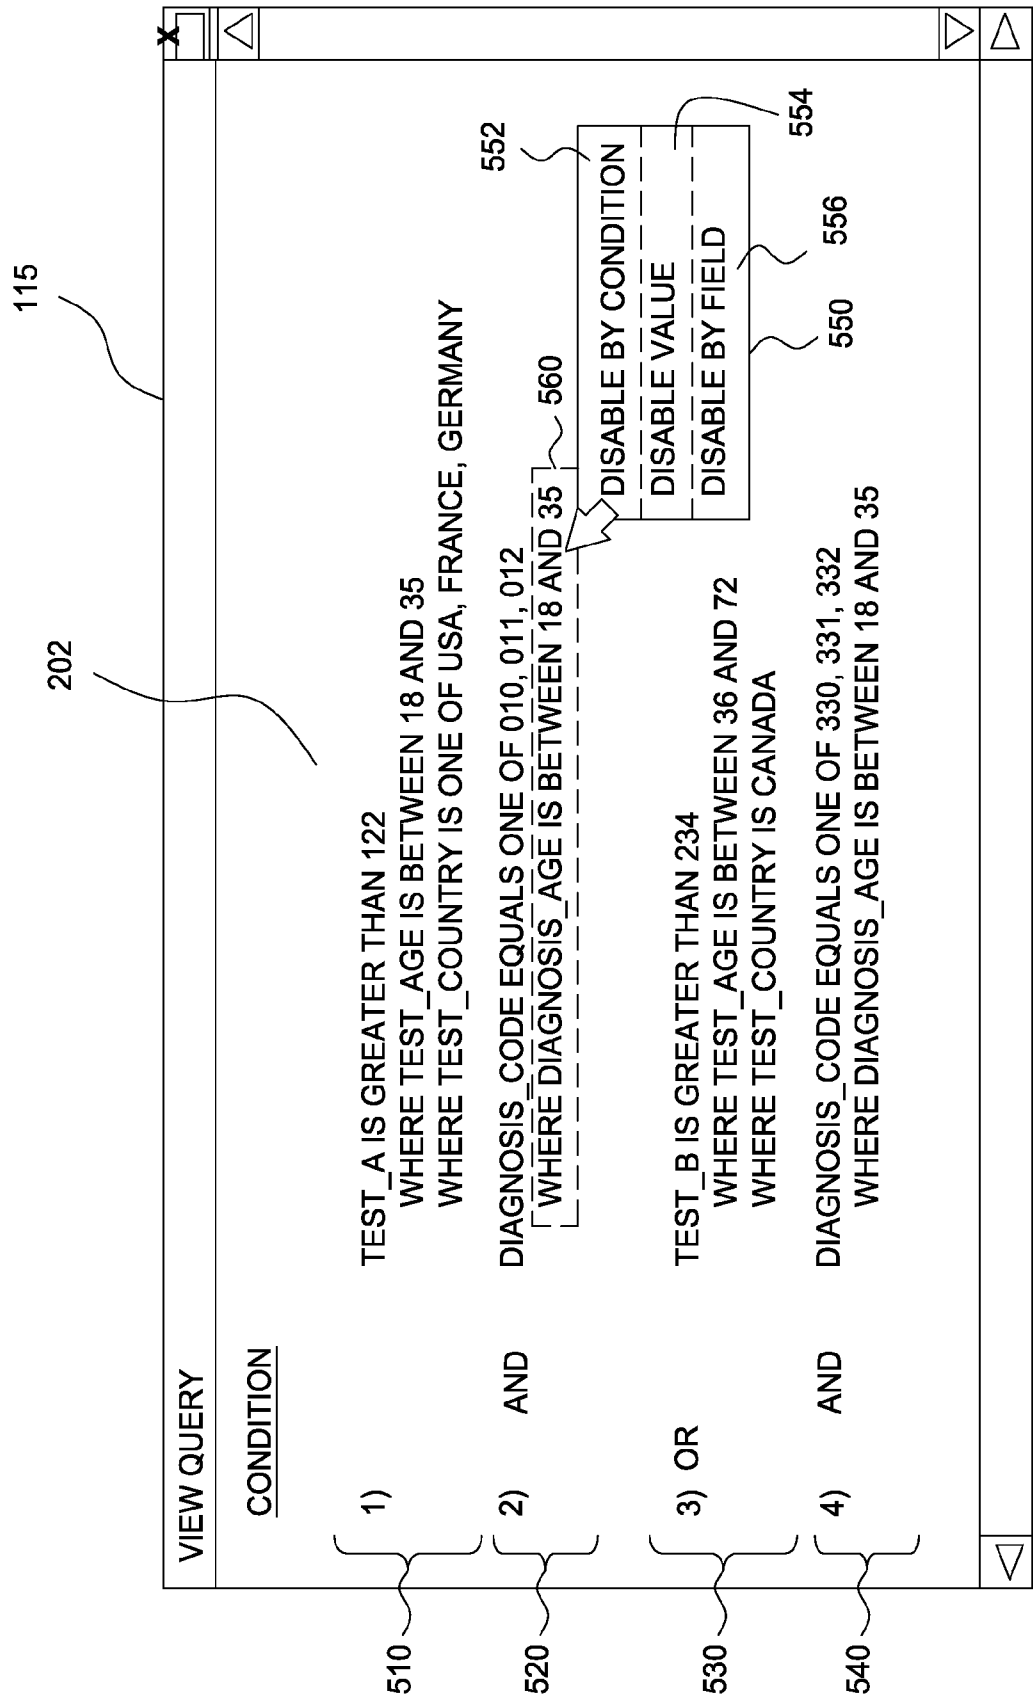 115
202
VIEW QUERY
X
CONDITION
510
1) TEST_A IS GREATER THAN 122
WHERE TEST_AGE IS BETWEEN 18 AND 35
WHERE TEST_COUNTRY IS ONE OF USA, FRANCE, GERMANY
520
2) AND DIAGNOSIS_CODE EQUALS ONE OF 010, 011, 012
WHERE DIAGNOSIS_AGE IS BETWEEN 18 AND 35
560
552
DISABLE BY CONDITION
DISABLE VALUE
554
DISABLE BY FIELD
556
550
530
3) OR TEST_B IS GREATER THAN 234
WHERE TEST_AGE IS BETWEEN 36 AND 72
WHERE TEST_COUNTRY IS CANADA
540
4) AND DIAGNOSIS_CODE EQUALS ONE OF 330, 331, 332
WHERE DIAGNOSIS_AGE IS BETWEEN 18 AND 35